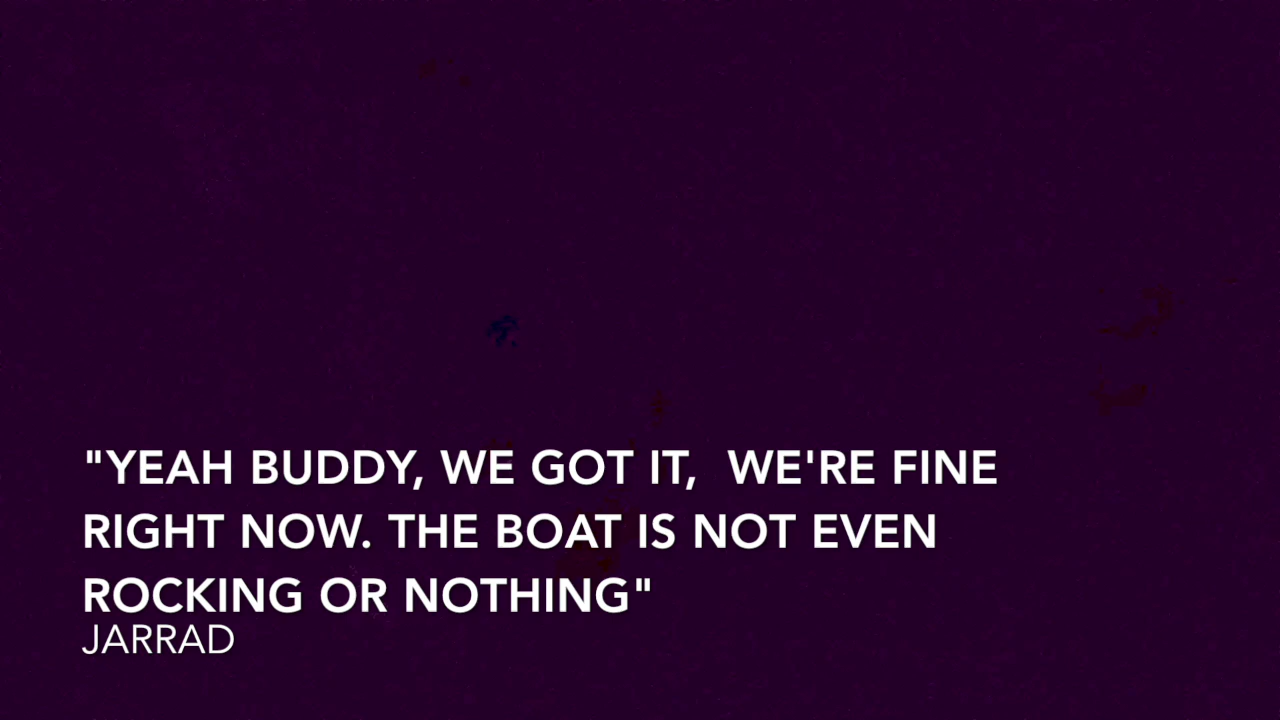 "YEAH BUDDY, WE GOT IT,  WE'RE FINE
RIGHT NOW. THE BOAT IS NOT EVEN
ROCKING OR NOTHING"
JARRAD